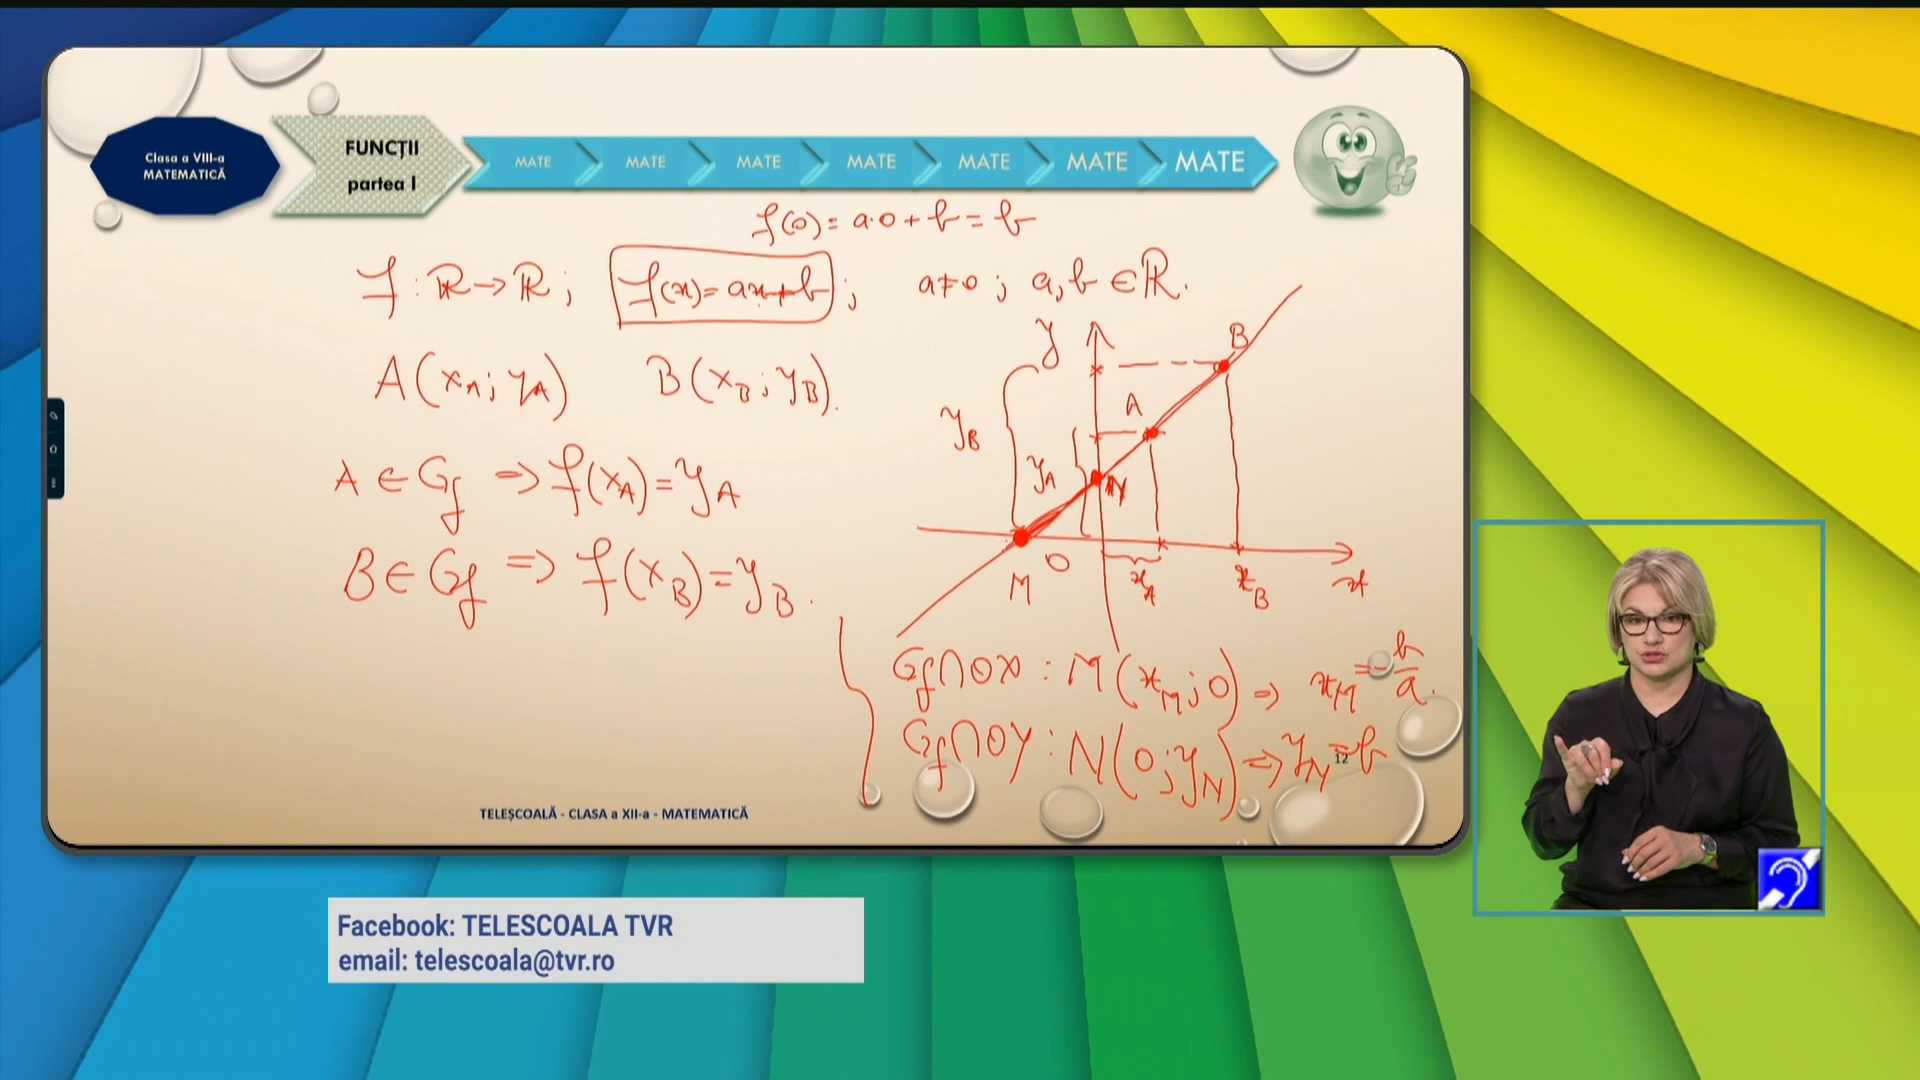 Clasa a VIII-a
MATEMATICĂ
FUNCȚII
partea I
MATE MATE MATE MATE MATE MATE MATE
f(0)= a·0+b=b
f: ℝ→ℝ; f(x)=ax+b; a≠0; a,b∈ℝ.
A(xA; yA) B(xB; yB).
A ∈ Gf => f(xA)=yA
B ∈ Gf => f(xB)=yB.
y
B
A
yB
yA
N
O
M
xA
xB
x
Gf∩OX: M(xM;0) => xM=-b/a.
Gf∩OY: N(0;yN) => yN=b
12
TELEȘCOALĂ - CLASA a XII-a - MATEMATICĂ
Facebook: TELESCOALA TVR
email: telescoala@tvr.ro